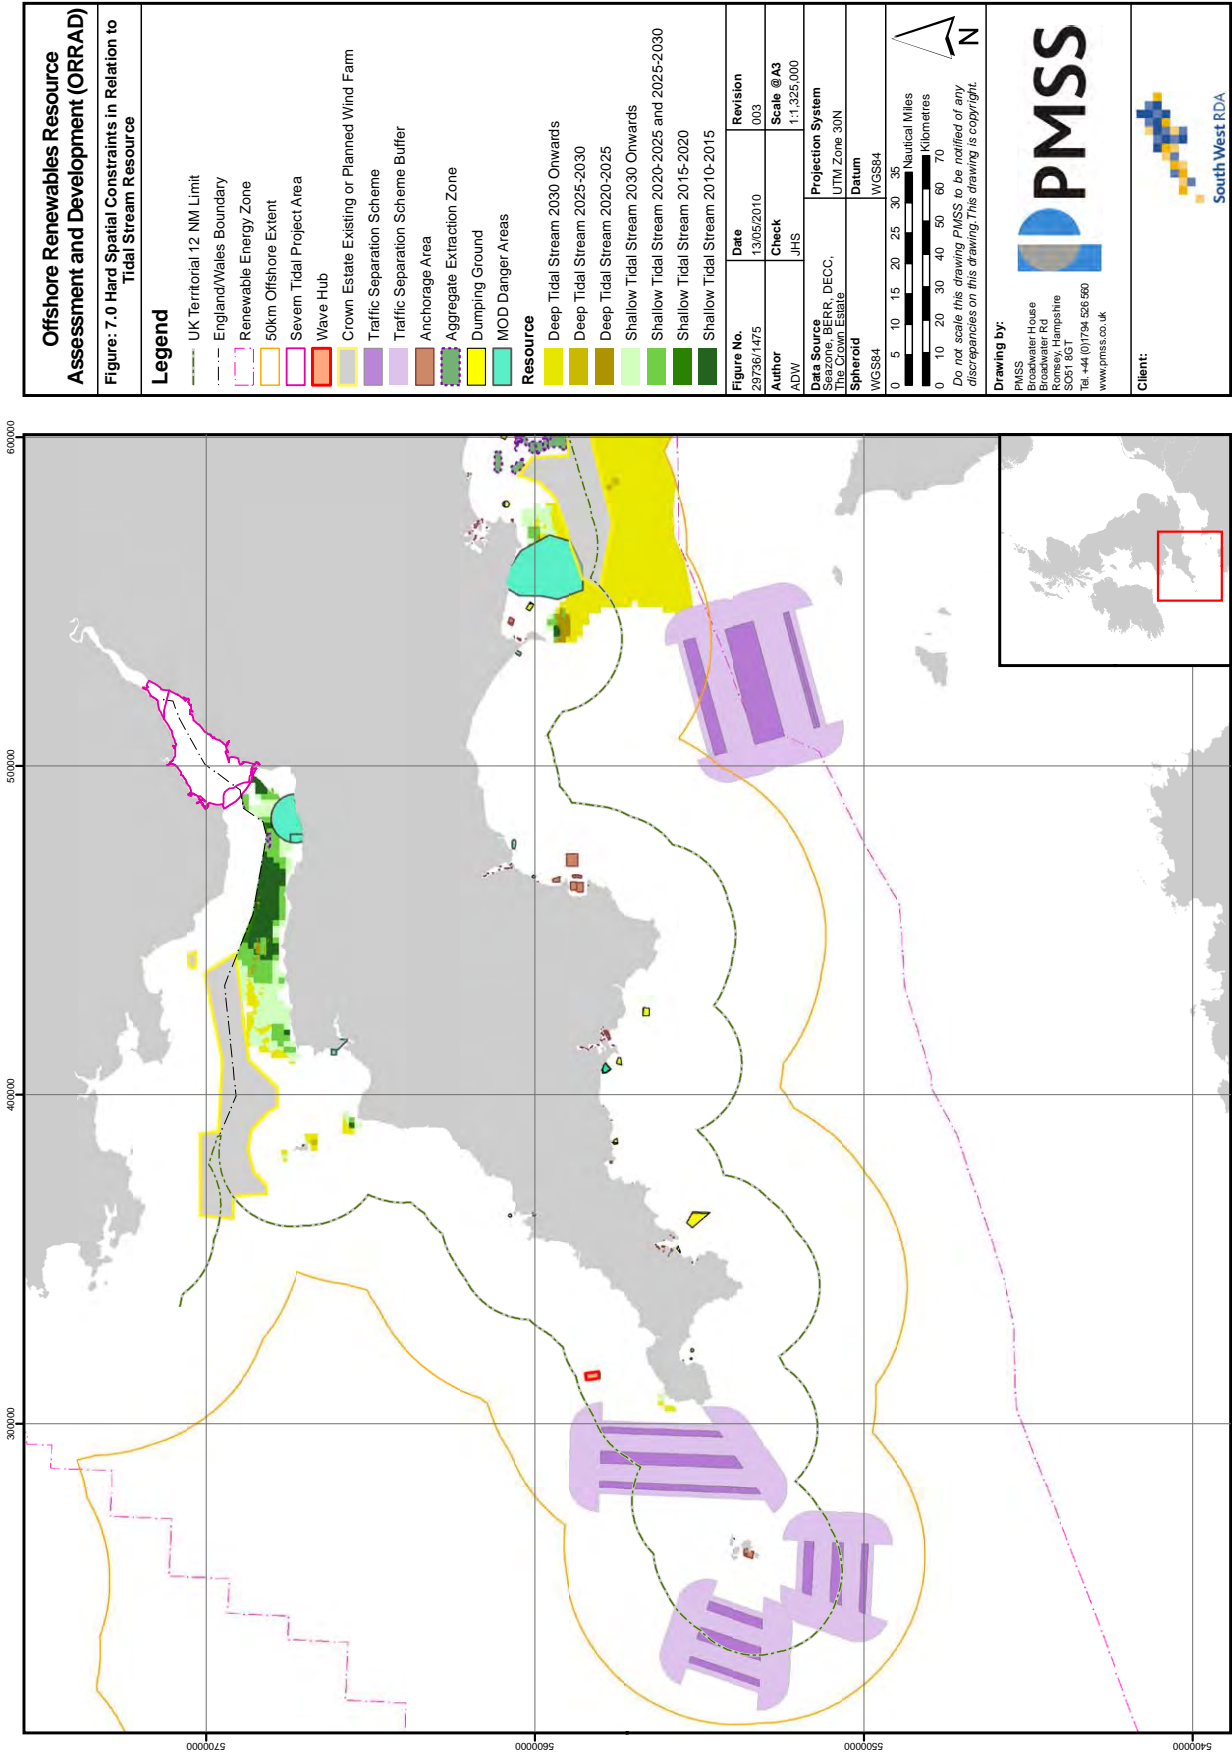 Offshore Renewables Resource
Assessment and Development (ORRAD)
Figure: 7.0 Hard Spatial Constraints in Relation to
Tidal Stream Resource
Legend
UK Territorial 12 NM Limit
England/Wales Boundary
Renewable Energy Zone
50km Offshore Extent
Severn Tidal Project Area
Wave Hub
Crown Estate Existing or Planned Wind Farm
Traffic Separation Scheme
Traffic Separation Scheme Buffer
Anchorage Area
Aggregate Extraction Zone
Dumping Ground
MOD Danger Areas
Resource
Deep Tidal Stream 2030 Onwards
Deep Tidal Stream 2025-2030
Deep Tidal Stream 2020-2025
Shallow Tidal Stream 2030 Onwards
Shallow Tidal Stream 2020-2025 and 2025-2030
Shallow Tidal Stream 2015-2020
Shallow Tidal Stream 2010-2015
Figure No.
29736/1475
Date
13/05/2010
Revision
003
Author
ADW
Check
JHS
Scale @A3
1:1,325,000
Data Source
Seazone, BERR, DECC,
The Crown Estate
Projection System
UTM Zone 30N
Spheroid
WGS84
Datum
WGS84
0 5 10 15 20 25 30 35
Nautical Miles
Kilometres
0 10 20 30 40 50 60 70
N
Do not scale this drawing PMSS to be notified of any
discrepancies on this drawing.This drawing is copyright.
Drawing by:
PMSS
Broadwater House
Broadwater Rd
Romsey, Hampshire
SO51 8GT
Tel. +44 (0)1794 526 560
www.pmss.co.uk
PMSS
Client:
South West RDA
300000
400000
500000
600000
5700000
5600000
5500000
5400000